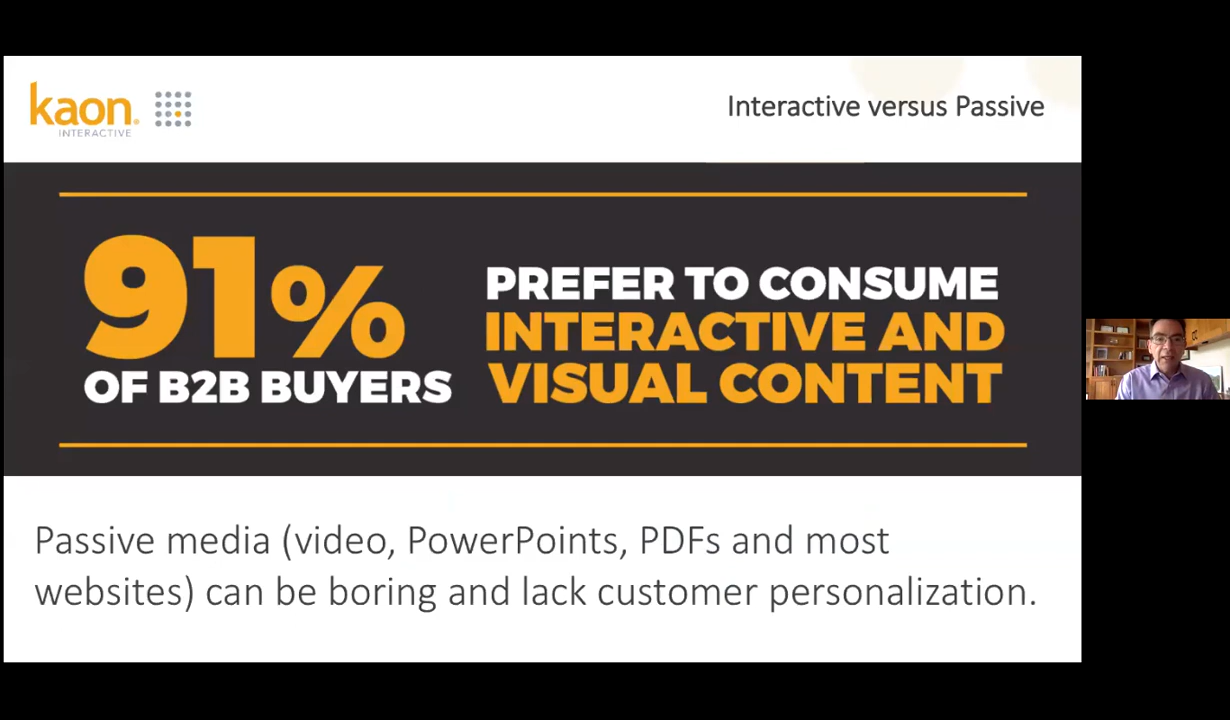 kaon
INTERACTIVE
Interactive versus Passive
91%
OF B2B BUYERS
PREFER TO CONSUME
INTERACTIVE AND
VISUAL CONTENT
Passive media (video, PowerPoints, PDFs and most
websites) can be boring and lack customer personalization.